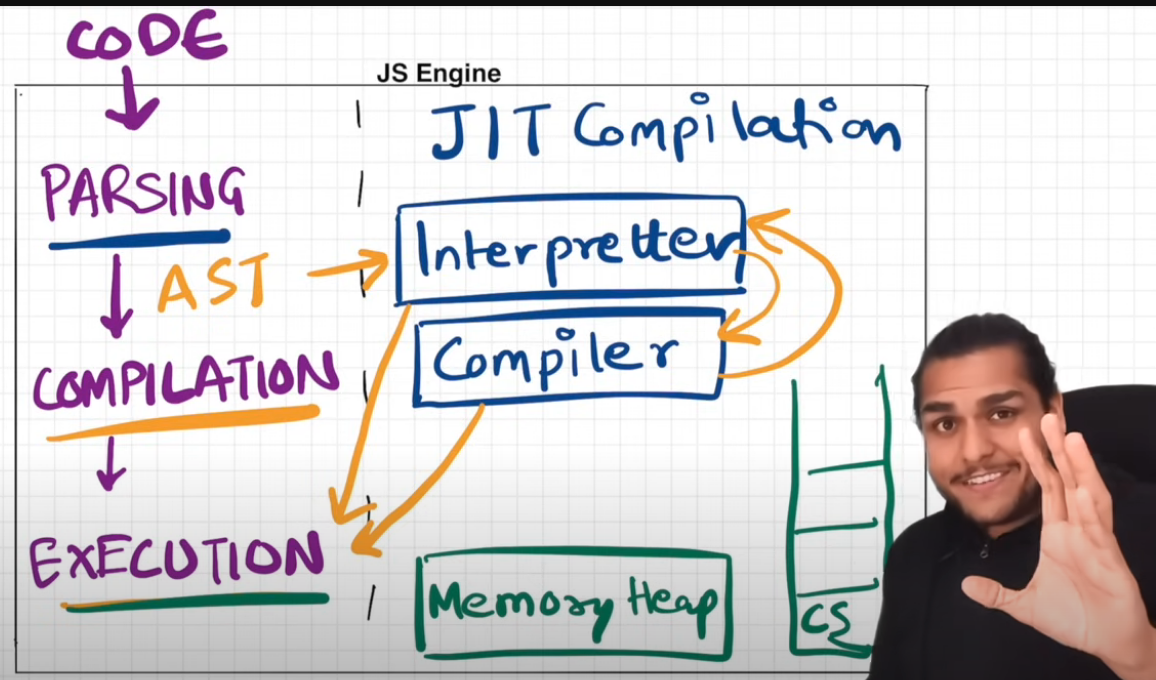 CODE
JS Engine
JIT Compilation
PARSING
Interpretter
AST
Compiler
COMPILATION
EXECUTION
Memory Heap
CS